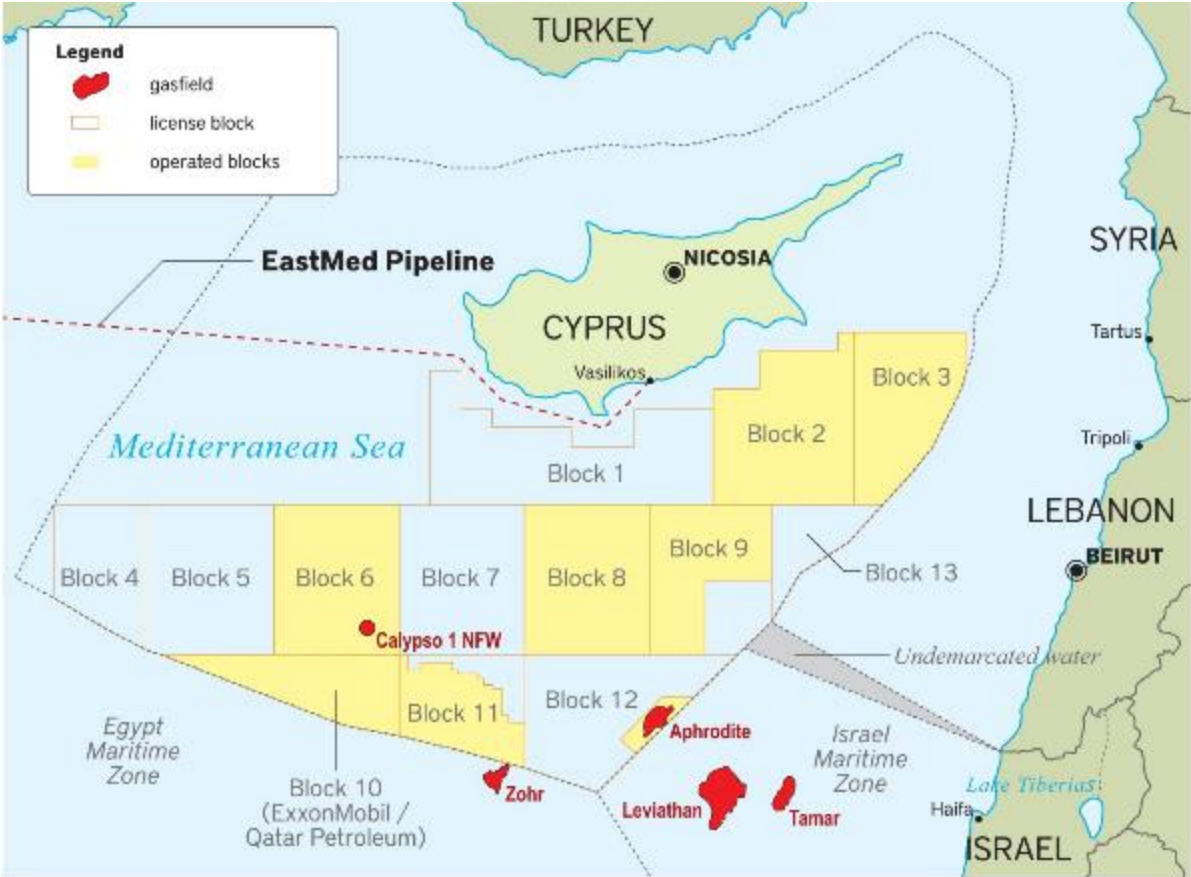 TURKEY
Legend
gasfield
license block
operated blocks
EastMed Pipeline
NICOSIA
SYRIA
CYPRUS
Tartus
Vasilikos
Block 3
Mediterranean Sea
Block 2
Tripoli
Block 1
LEBANON
BEIRUT
Block 4
Block 5
Block 6
Block 7
Block 8
Block 9
Block 13
Calypso 1 NFW
Undemarcated water
Block 11
Block 12
Aphrodite
Egypt
Maritime
Zone
Israel
Maritime
Zone
Block 10
(ExxonMobil /
Qatar Petroleum)
Zohr
Leviathan
Tamar
Lake Tiberias
Haifa
ISRAEL